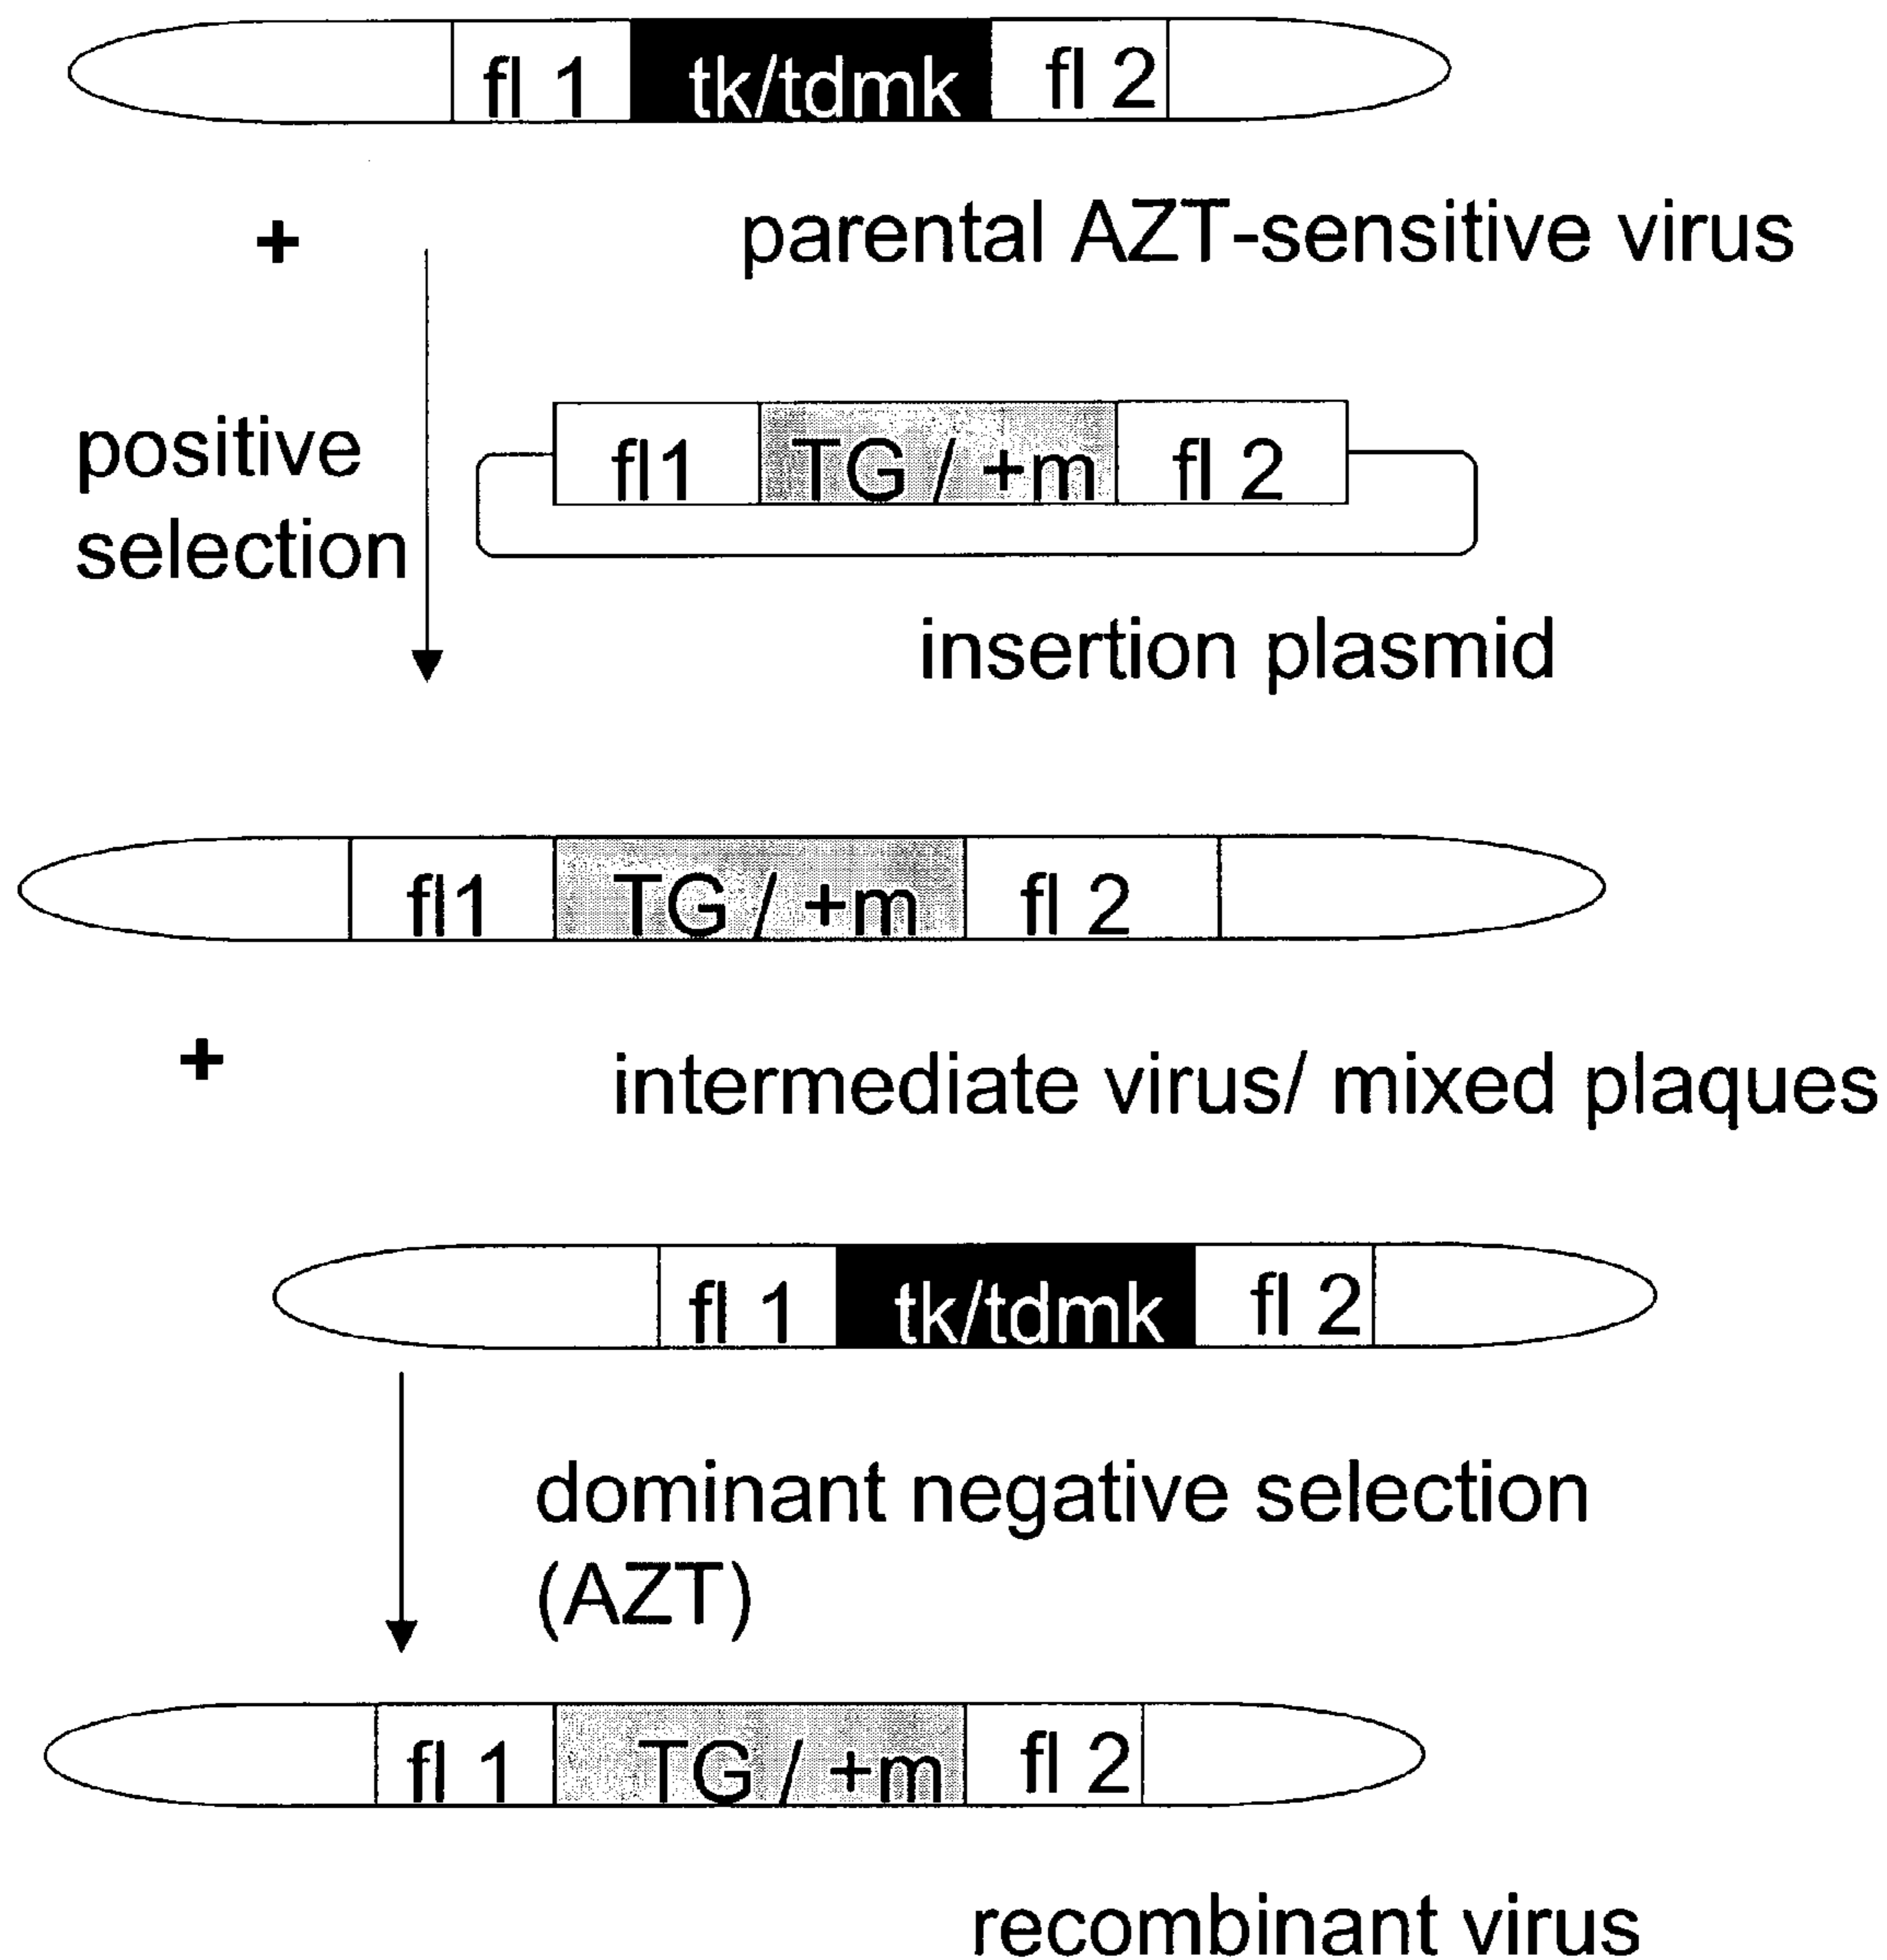 fl 1 tk/tdmk fl 2
+
parental AZT-sensitive virus
positive
selection
fl1 TG / +m fl 2
insertion plasmid
fl1 TG / +m fl 2
+
intermediate virus/ mixed plaques
fl 1 tk/tdmk fl 2
dominant negative selection
(AZT)
fl 1 TG / +m fl 2
recombinant virus